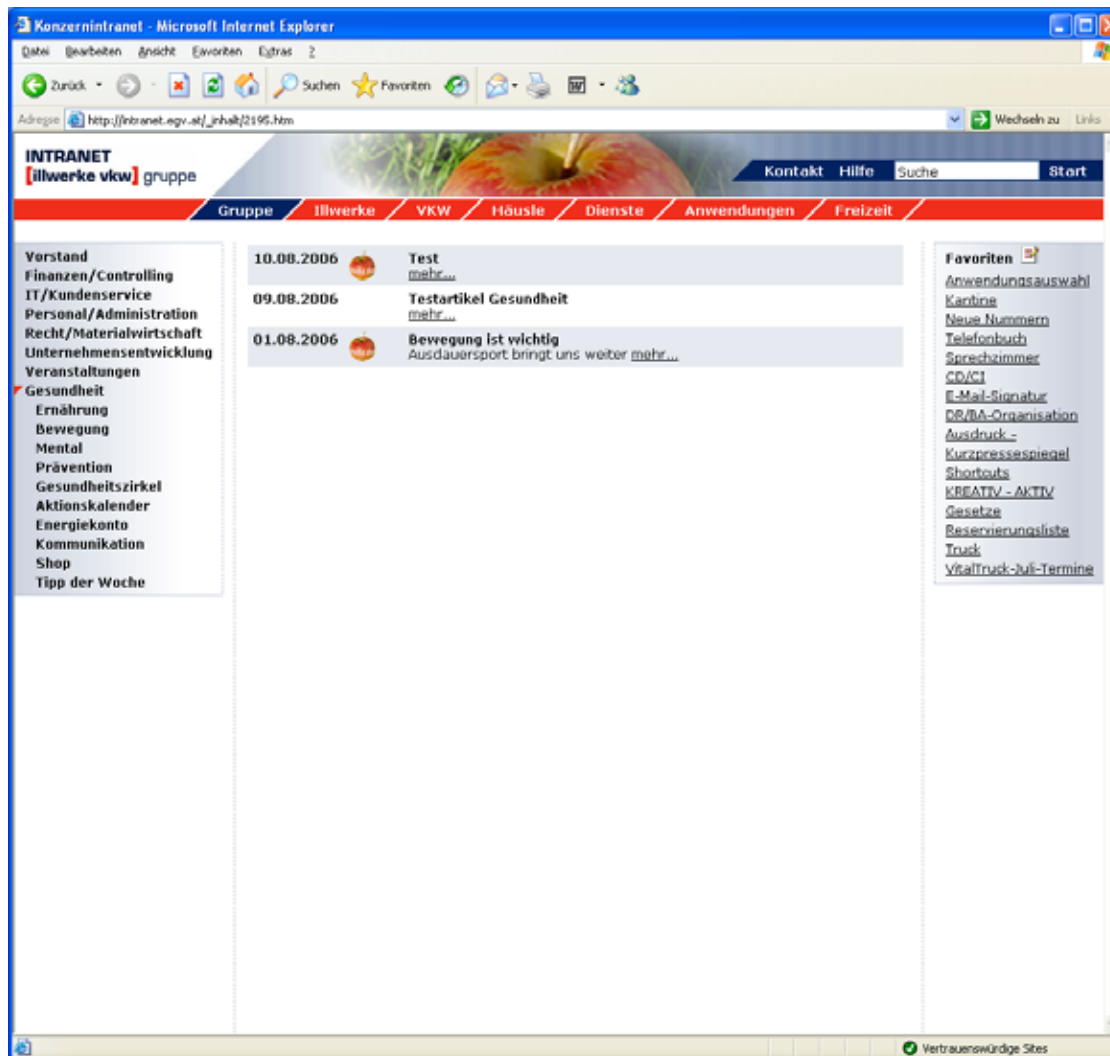 Konzernintranet - Microsoft Internet Explorer
Datei Bearbeiten Ansicht Favoriten Extras ?
Zurück Suchen Favoriten
Adresse http://intranet.egv.at/_inhalt/2195.htm Wechseln zu Links
INTRANET
[illwerke vkw] gruppe
Kontakt Hilfe Suche Start
Gruppe Illwerke VKW Häusle Dienste Anwendungen Freizeit
Vorstand
Finanzen/Controlling
IT/Kundenservice
Personal/Administration
Recht/Materialwirtschaft
Unternehmensentwicklung
Veranstaltungen
Gesundheit
Ernährung
Bewegung
Mental
Prävention
Gesundheitszirkel
Aktionskalender
Energiekonto
Kommunikation
Shop
Tipp der Woche
10.08.2006 Test
mehr...
09.08.2006 Testartikel Gesundheit
mehr...
01.08.2006 Bewegung ist wichtig
Ausdauersport bringt uns weiter mehr...
Favoriten
Anwendungsauswahl
Kantine
Neue Nummern
Telefonbuch
Sprechzimmer
CD/CI
E-Mail-Signatur
DR/BA-Organisation
Ausdruck -
Kurzpressespiegel
Shortcuts
KREATIV - AKTIV
Gesetze
Reservierungsliste
Truck
VitalTruck-Juli-Termine
Vertrauenswürdige Sites